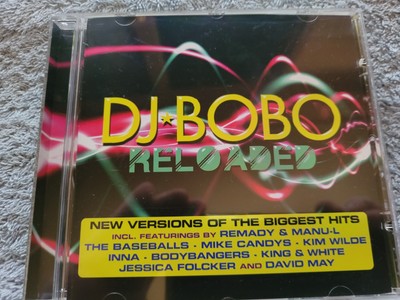 DJ★BOBO
RELOADED
NEW VERSIONS OF THE BIGGEST HITS
INCL. FEATURINGS BY REMADY & MANU-L
THE BASEBALLS · MIKE CANDYS · KIM WILDE
INNA · BODYBANGERS · KING & WHITE
JESSICA FOLCKER AND DAVID MAY